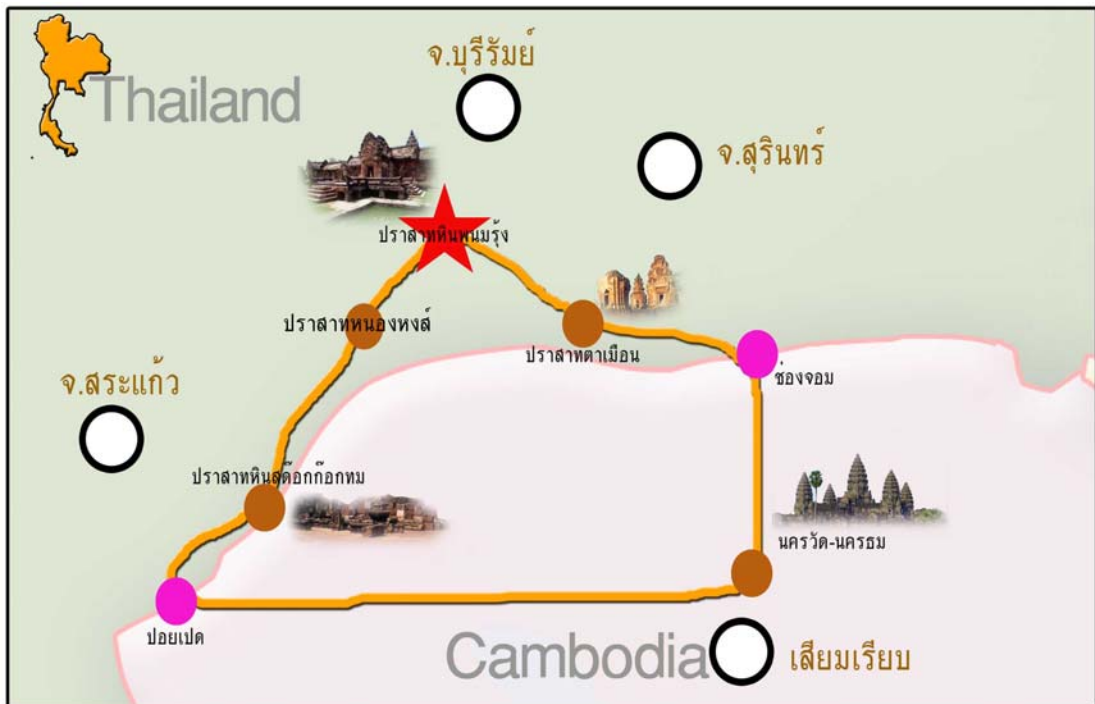 จ.บุรีรัมย์
Thailand
จ.สุรินทร์
ปราสาทหินพนมรุ้ง
ปราสาทหนองหงส์
ปราสาทตาเมือน
ช่องจอม
จ.สระแก้ว
ปราสาทหินสด๊อกก๊อกทม
นครวัด-นครธม
ปอยเปต
Cambodia
เสียมเรียบ